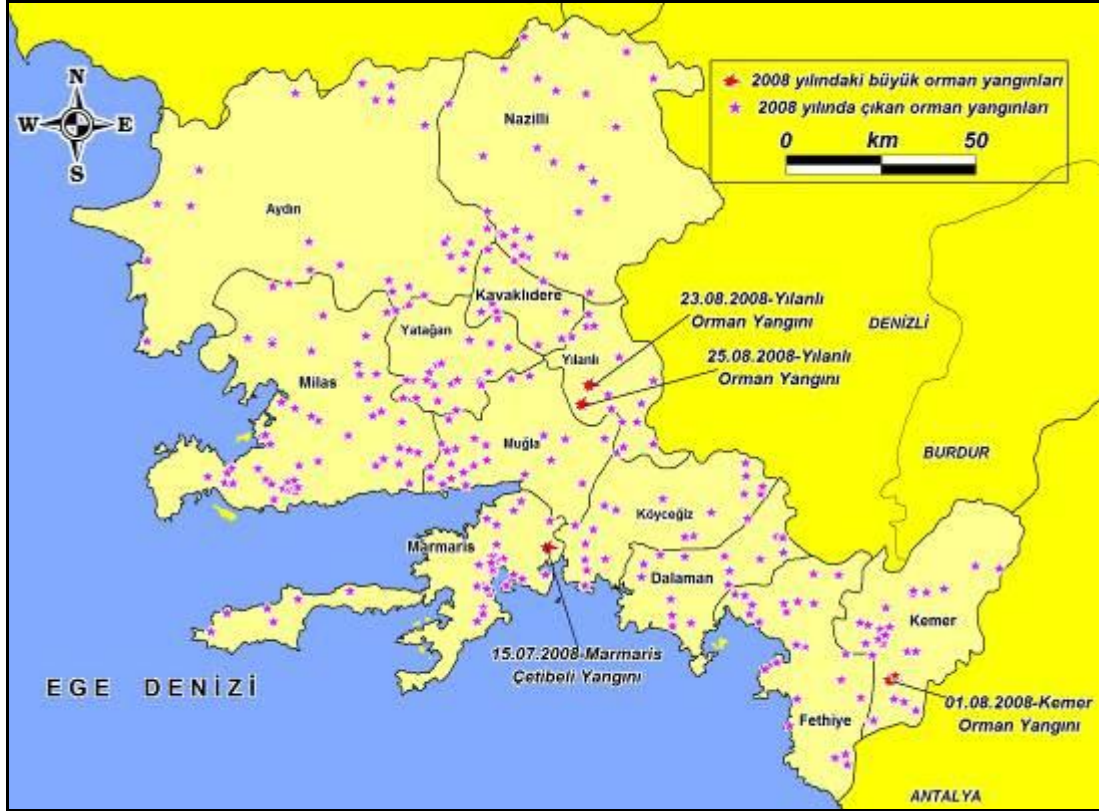 N
W E
S
2008 yılındaki büyük orman yangınları
2008 yılında çıkan orman yangınları
0 km 50
Nazilli
Aydın
Kavaklıdere
23.08.2008-Yılanlı
Orman Yangını
DENİZLİ
Yatağan
Yılanlı
25.08.2008-Yılanlı
Orman Yangını
Milas
Muğla
BURDUR
Köyceğiz
Marmaris
Dalaman
Kemer
15.07.2008-Marmaris
Çetibeli Yangını
EGE DENİZİ
01.08.2008-Kemer
Orman Yangını
Fethiye
ANTALYA